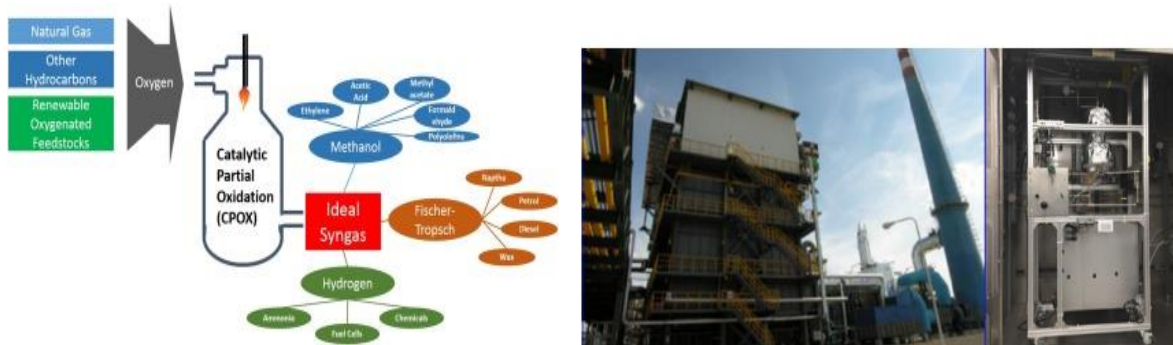 Natural Gas
Other
Hydrocarbons
Renewable
Oxygenated
Feedstocks
Oxygen
Catalytic
Partial
Oxidation
(CPOX)
Ethylene
Acetic
Acid
Methyl
acetate
Formald
ehyde
Polyolefins
Methanol
Ideal
Syngas
Fischer-
Tropsch
Naptha
Petrol
Diesel
Wax
Hydrogen
Ammonia
Fuel Cells
Chemicals